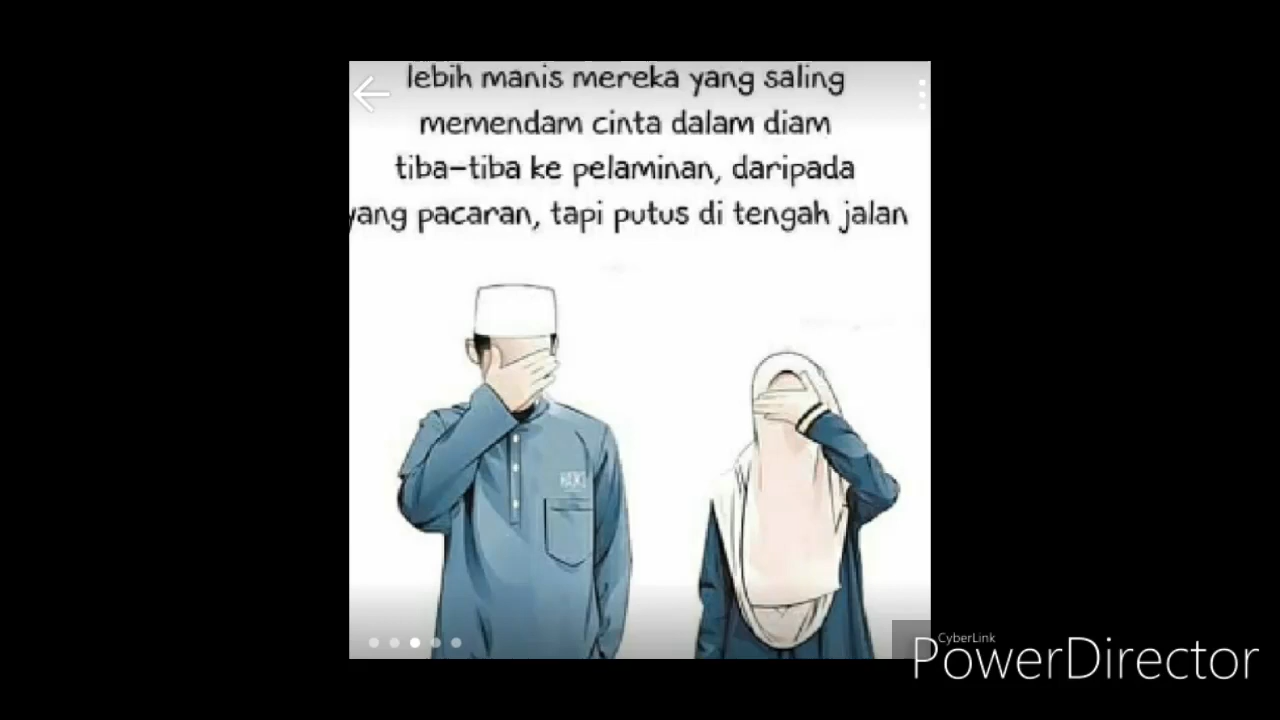 lebih manis mereka yang saling
memendam cinta dalam diam
tiba-tiba ke pelaminan, daripada
yang pacaran, tapi putus di tengah jalan
CyberLink
PowerDirector